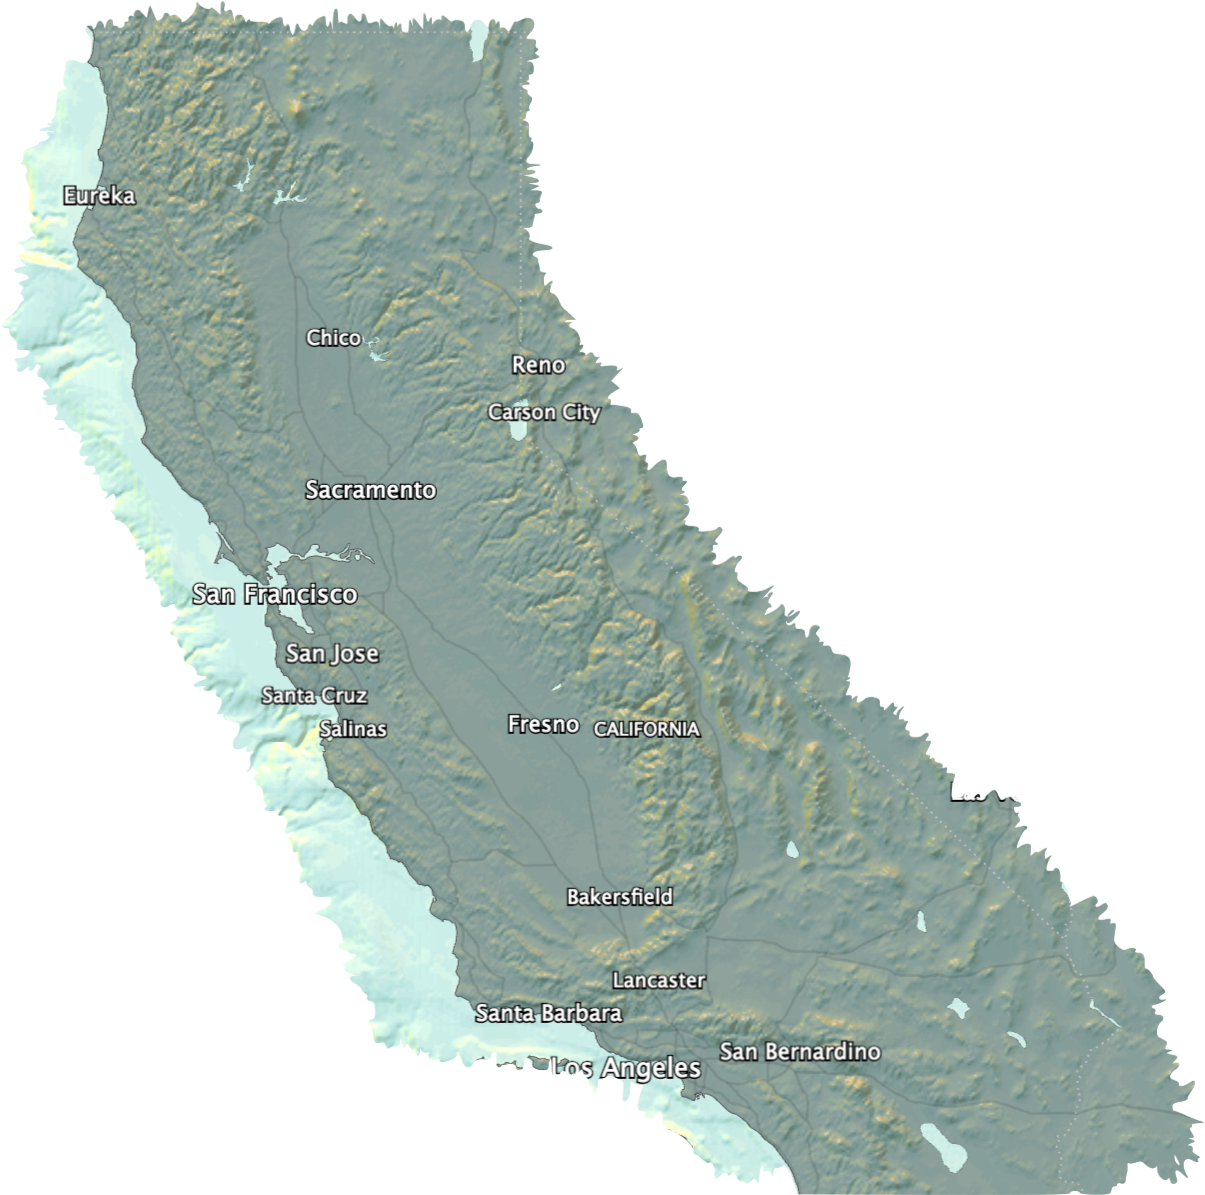 Eureka
Chico
Reno
Carson City
Sacramento
San Francisco
San Jose
Santa Cruz
Salinas
Fresno CALIFORNIA
Bakersfield
Lancaster
Santa Barbara
San Bernardino
Los Angeles